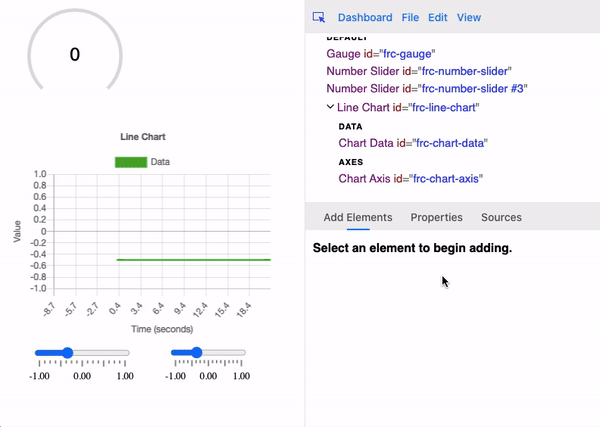 0
Line Chart
Data
1.0
0.8
0.6
0.4
0.2
0
-0.2
-0.4
-0.6
-0.8
-1.0
Value
-8.7 -5.7 -2.7 0.4 3.4 6.4 9.4 12.4 15.4 18.4
Time (seconds)
-1.00 0.00 1.00
-1.00 0.00 1.00
Dashboard File Edit View
DEFAULT
Gauge id="frc-gauge"
Number Slider id="frc-number-slider"
Number Slider id="frc-number-slider #3"
Line Chart id="frc-line-chart"
DATA
Chart Data id="frc-chart-data"
AXES
Chart Axis id="frc-chart-axis"
Add Elements Properties Sources
Select an element to begin adding.